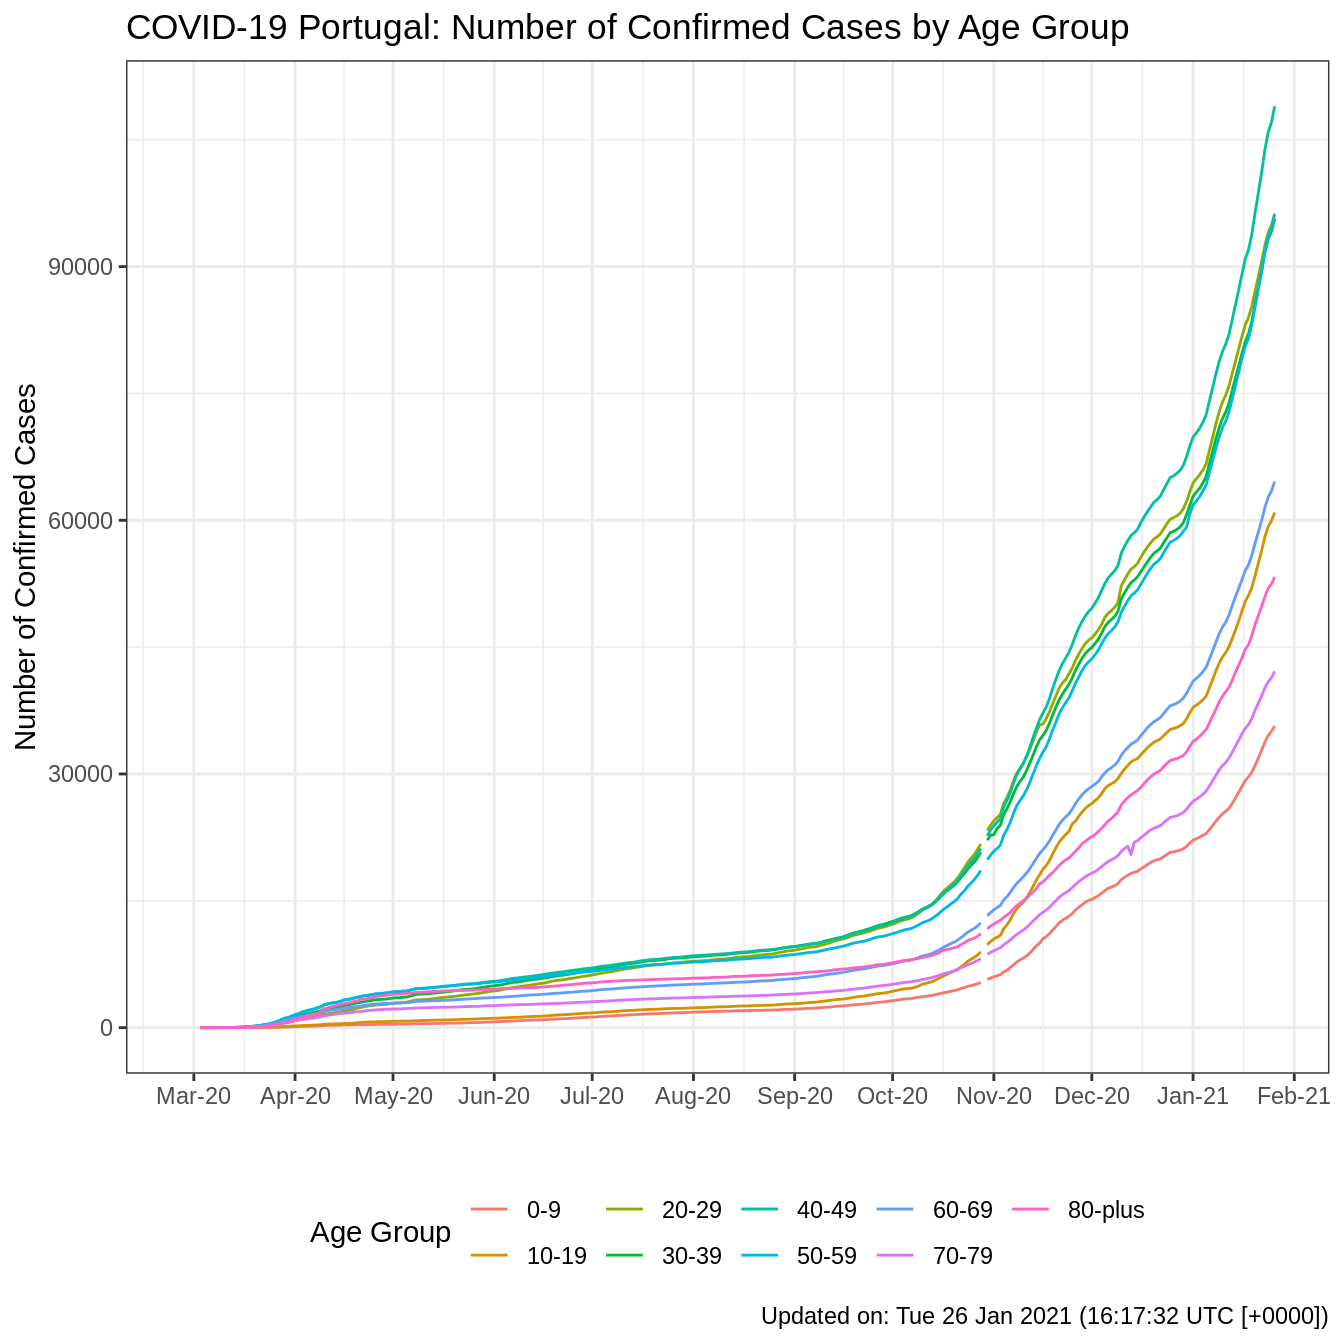 COVID-19 Portugal: Number of Confirmed Cases by Age Group
Number of Confirmed Cases
90000
60000
30000
0
Mar-20 Apr-20 May-20 Jun-20 Jul-20 Aug-20 Sep-20 Oct-20 Nov-20 Dec-20 Jan-21 Feb-21
Age Group
0-9 20-29 40-49 60-69 80-plus
10-19 30-39 50-59 70-79
Updated on: Tue 26 Jan 2021 (16:17:32 UTC [+0000])